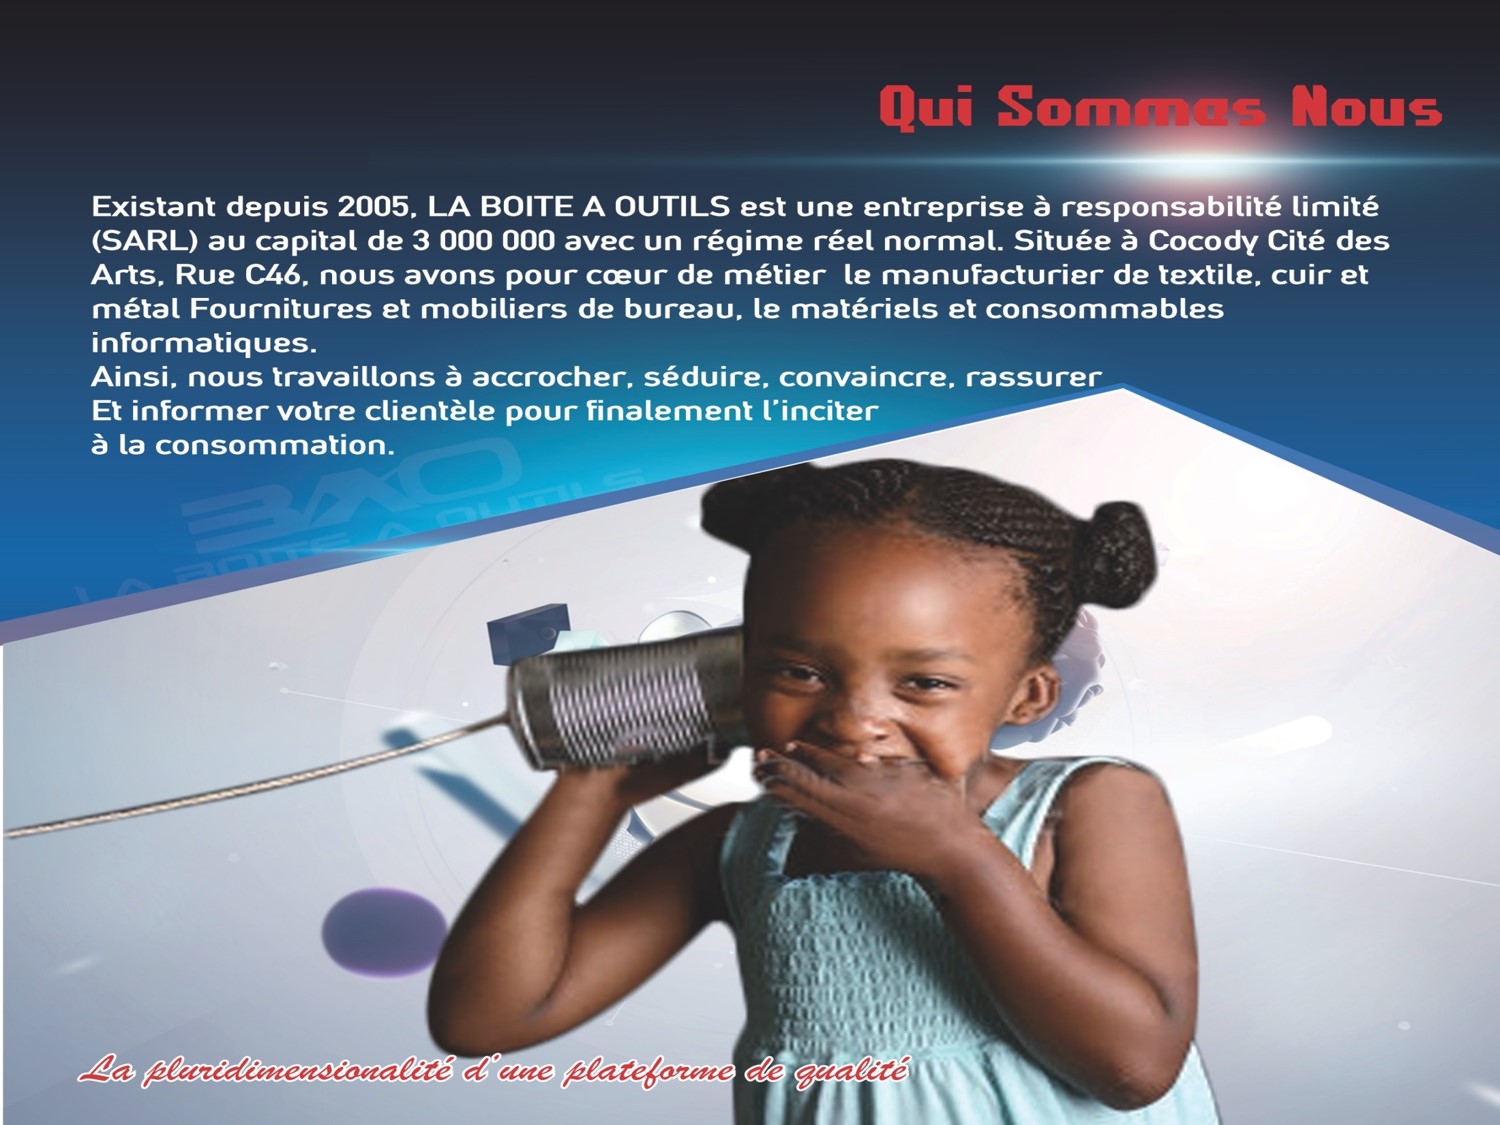 Qui Sommes Nous
Existant depuis 2005, LA BOITE A OUTILS est une entreprise à responsabilité limité
(SARL) au capital de 3 000 000 avec un régime réel normal. Située à Cocody Cité des
Arts, Rue C46, nous avons pour cœur de métier  le manufacturier de textile, cuir et
métal Fournitures et mobiliers de bureau, le matériels et consommables
informatiques.
Ainsi, nous travaillons à accrocher, séduire, convaincre, rassurer
Et informer votre clientèle pour finalement l'inciter
à la consommation.
BAO
LA BOITE A OUTILS
La pluridimensionalité d'une plateforme de qualité